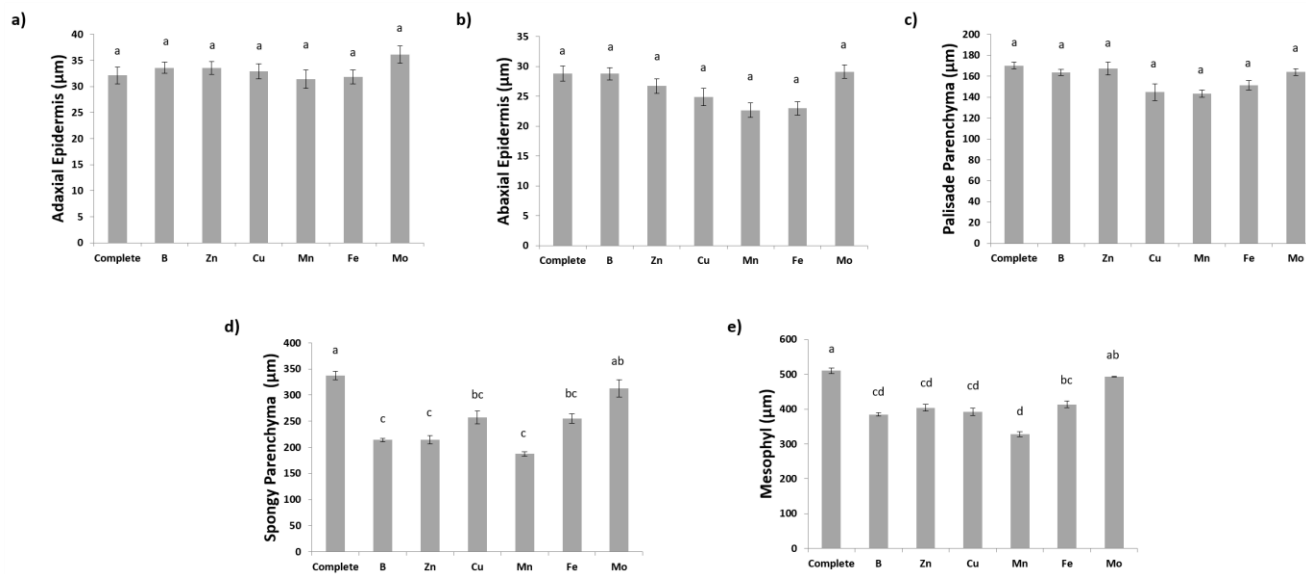 a)
Adaxial Epidermis (µm)
40
35
30
25
20
15
10
5
0
a a a a a a a
Complete B Zn Cu Mn Fe Mo
b)
Abaxial Epidermis (µm)
35
30
25
20
15
10
5
0
a a a a a a a
Complete B Zn Cu Mn Fe Mo
c)
Palisade Parenchyma (µm)
200
180
160
140
120
100
80
60
40
20
0
a a a a a a a
Complete B Zn Cu Mn Fe Mo
d)
Spongy Parenchyma (µm)
400
350
300
250
200
150
100
50
0
a c c bc c bc ab
Complete B Zn Cu Mn Fe Mo
e)
Mesophyl (µm)
600
500
400
300
200
100
0
a cd cd cd d bc ab
Complete B Zn Cu Mn Fe Mo